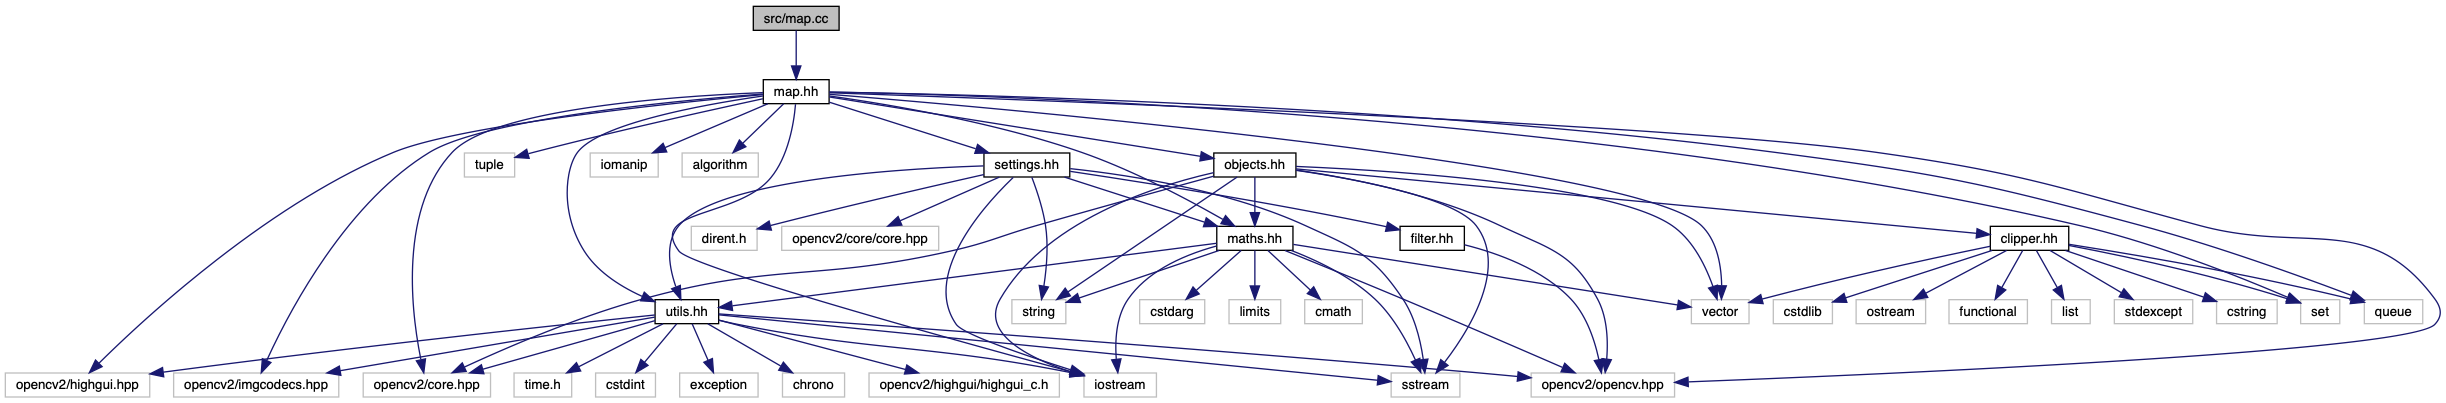 src/map.cc
map.hh
tuple
iomanip
algorithm
settings.hh
objects.hh
dirent.h
opencv2/core/core.hpp
maths.hh
filter.hh
clipper.hh
utils.hh
string
cstdarg
limits
cmath
vector
cstdlib
ostream
functional
list
stdexcept
cstring
set
queue
opencv2/highgui.hpp
opencv2/imgcodecs.hpp
opencv2/core.hpp
time.h
cstdint
exception
chrono
opencv2/highgui/highgui_c.h
iostream
sstream
opencv2/opencv.hpp